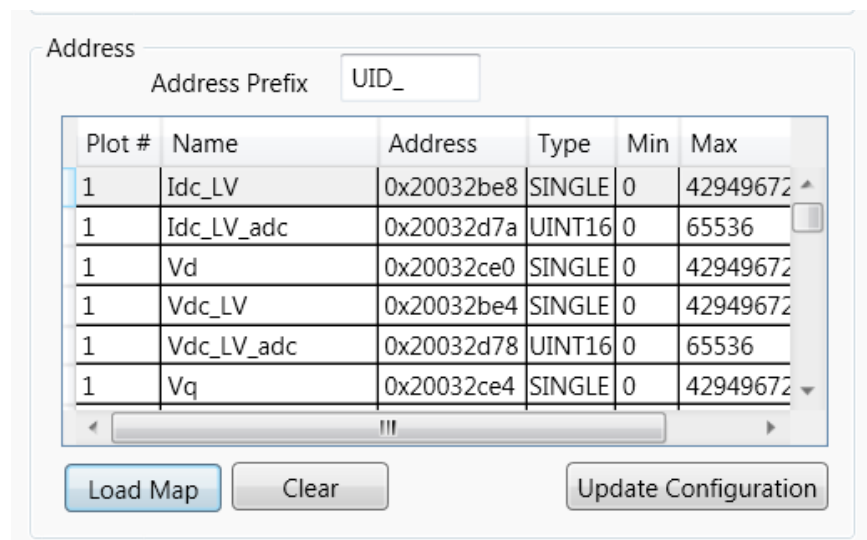 Address
Address Prefix UID_
Plot # Name Address Type Min Max
1 Idc_LV 0x20032be8 SINGLE 0 42949672
1 Idc_LV_adc 0x20032d7a UINT16 0 65536
1 Vd 0x20032ce0 SINGLE 0 42949672
1 Vdc_LV 0x20032be4 SINGLE 0 42949672
1 Vdc_LV_adc 0x20032d78 UINT16 0 65536
1 Vq 0x20032ce4 SINGLE 0 42949672
Load Map Clear Update Configuration